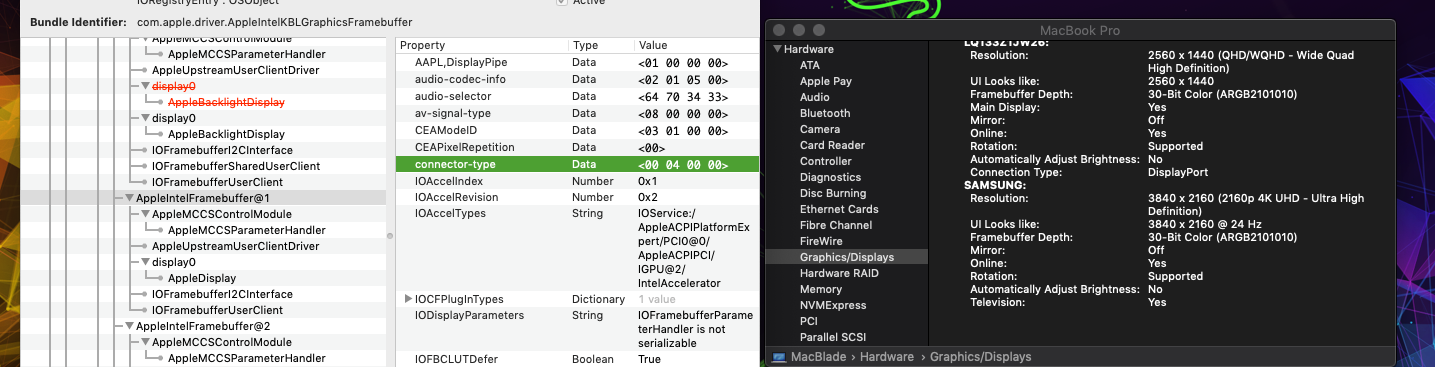 IORegistryEntry : OSObject
Active
Bundle Identifier: com.apple.driver.AppleIntelKBLGraphicsFramebuffer
AppleMCCSControlModule
AppleMCCSParameterHandler
AppleUpstreamUserClientDriver
display0
AppleBacklightDisplay
display0
AppleBacklightDisplay
IOFramebufferI2CInterface
IOFramebufferSharedUserClient
IOFramebufferUserClient
AppleIntelFramebuffer@1
AppleMCCSControlModule
AppleMCCSParameterHandler
AppleUpstreamUserClientDriver
display0
AppleDisplay
IOFramebufferI2CInterface
IOFramebufferUserClient
AppleIntelFramebuffer@2
AppleMCCSControlModule
AppleMCCSParameterHandler
Property Type Value
AAPL,DisplayPipe Data <01 00 00 00>
audio-codec-info Data <02 01 05 00>
audio-selector Data <64 70 34 33>
av-signal-type Data <08 00 00 00>
CEAModeID Data <03 01 00 00>
CEAPixelRepetition Data <00>
connector-type Data <00 04 00 00>
IOAccelIndex Number 0x1
IOAccelRevision Number 0x2
IOAccelTypes String IOService:/
AppleACPIPlatformEx
pert/PCI0@0/
AppleACPIPCI/
IGPU@2/
IntelAccelerator
IOCFPlugInTypes Dictionary 1 value
IODisplayParameters String IOFramebufferParame
terHandler is not
serializable
IOFBCLUTDefer Boolean True
MacBook Pro
Hardware
ATA
Apple Pay
Audio
Bluetooth
Camera
Card Reader
Controller
Diagnostics
Disc Burning
Ethernet Cards
Fibre Channel
FireWire
Graphics/Displays
Hardware RAID
Memory
NVMExpress
PCI
Parallel SCSI
LQ133Z1JW26:
Resolution: 2560 x 1440 (QHD/WQHD - Wide Quad
High Definition)
UI Looks like: 2560 x 1440
Framebuffer Depth: 30-Bit Color (ARGB2101010)
Main Display: Yes
Mirror: Off
Online: Yes
Rotation: Supported
Automatically Adjust Brightness: No
Connection Type: DisplayPort
SAMSUNG:
Resolution: 3840 x 2160 (2160p 4K UHD - Ultra High
Definition)
UI Looks like: 3840 x 2160 @ 24 Hz
Framebuffer Depth: 30-Bit Color (ARGB2101010)
Mirror: Off
Online: Yes
Rotation: Supported
Automatically Adjust Brightness: No
Television: Yes
MacBlade › Hardware › Graphics/Displays